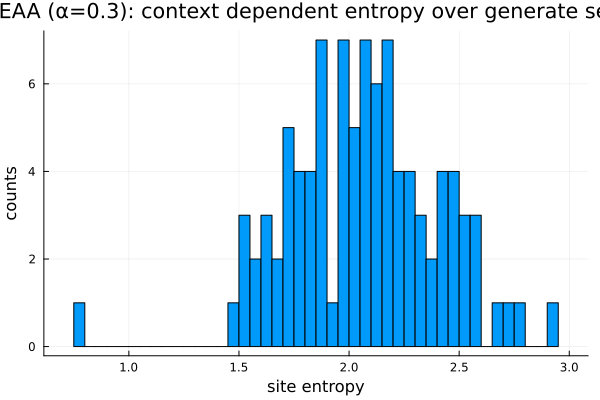 EAA (α=0.3): context dependent entropy over generate se
counts
6
4
2
0
1.0 1.5 2.0 2.5 3.0
site entropy